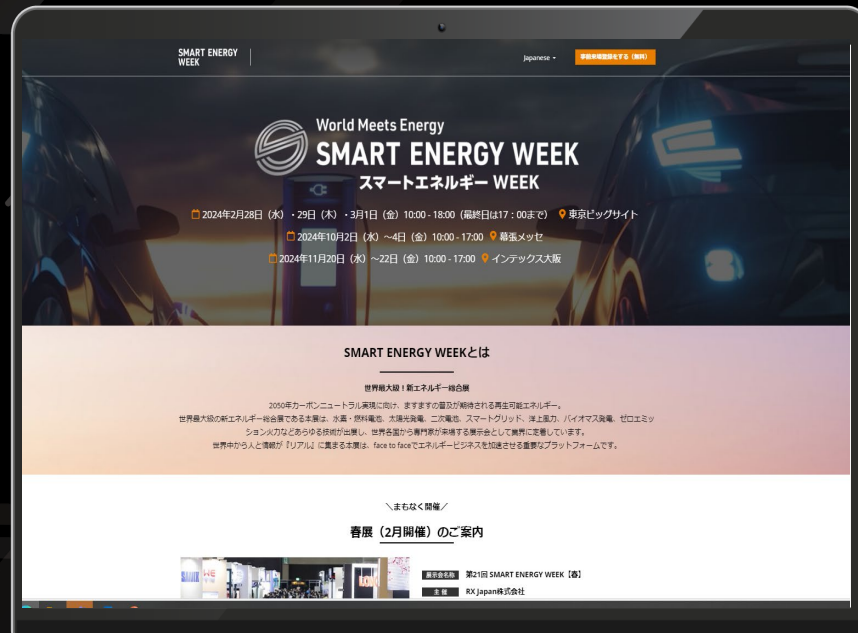 SMART ENERGY
WEEK
Japanese
事前来場登録をする（無料）
World Meets Energy
SMART ENERGY WEEK
スマートエネルギー WEEK
2024年2月28日（水）・29日（木）・3月1日（金）10:00 - 18:00（最終日は17：00まで） 東京ビッグサイト
2024年10月2日（水）～4日（金）10:00 - 17:00 幕張メッセ
2024年11月20日（水）～22日（金）10:00 - 17:00 インテックス大阪
SMART ENERGY WEEKとは
世界最大級！新エネルギー総合展
2050年カーボンニュートラル実現に向け、ますますの普及が期待される再生可能エネルギー。
世界最大級の新エネルギー総合展である本展は、水素・燃料電池、太陽光発電、二次電池、スマートグリッド、洋上風力、バイオマス発電、ゼロエミッ
ション火力などあらゆる技術が出展し、世界各国から専門家が来場する展示会として業界に定着しています。
世界中から人と情報が『リアル』に集まる本展は、face to faceでエネルギービジネスを加速させる重要なプラットフォームです。
＼まもなく開催／
春展（2月開催）のご案内
展示会名称 第21回 SMART ENERGY WEEK【春】
主 催 RX Japan株式会社